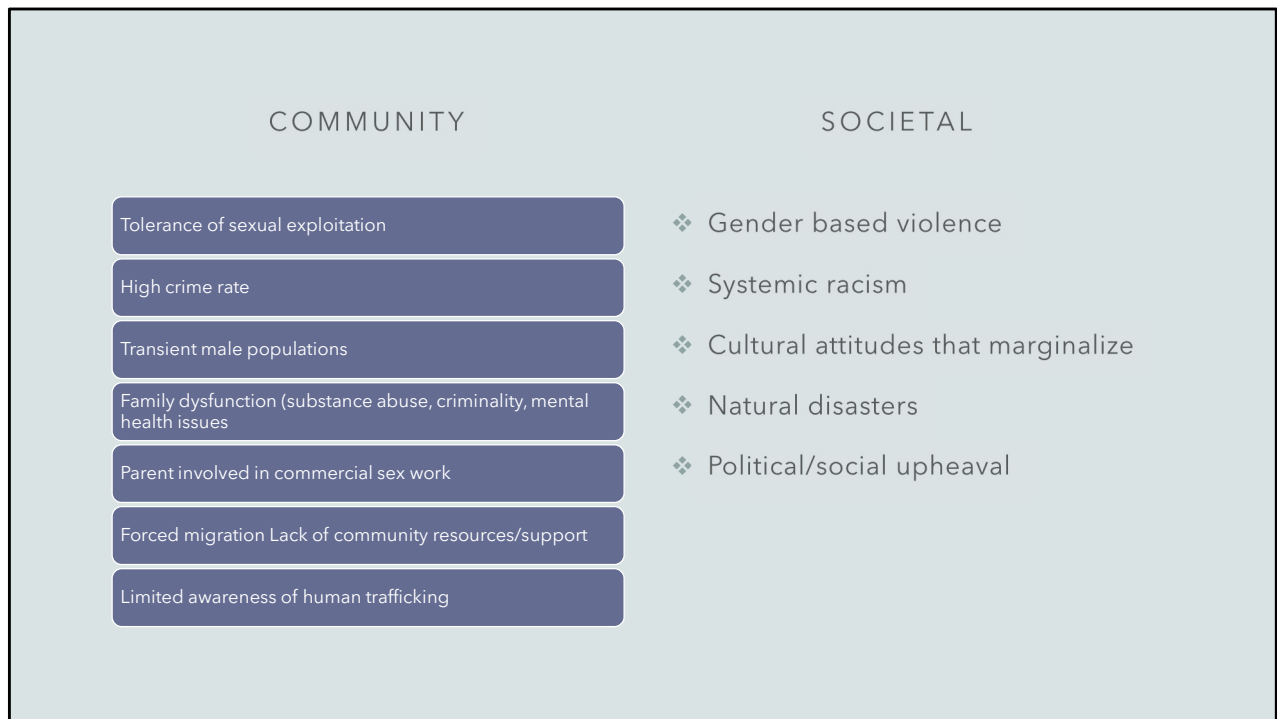 COMMUNITY
Tolerance of sexual exploitation
High crime rate
Transient male populations
Family dysfunction (substance abuse, criminality, mental
health issues
Parent involved in commercial sex work
Forced migration Lack of community resources/support
Limited awareness of human trafficking
SOCIETAL
Gender based violence
Systemic racism
Cultural attitudes that marginalize
Natural disasters
Political/social upheaval